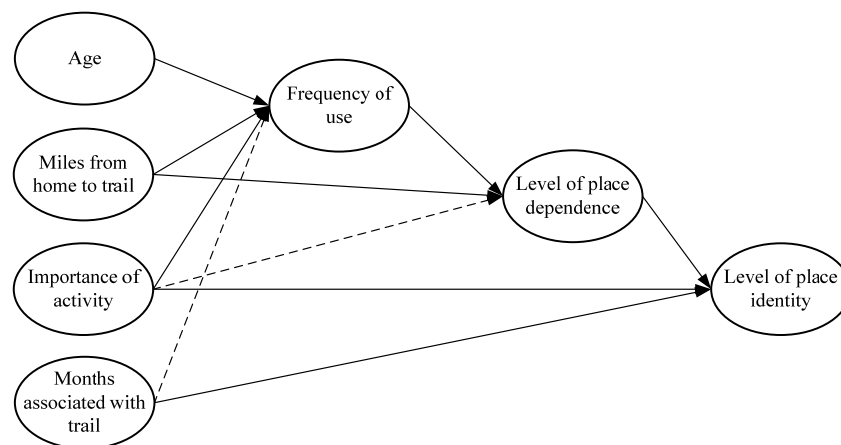 Age
Frequency of
use
Miles from
home to trail
Level of place
dependence
Importance of
activity
Level of place
identity
Months
associated with
trail